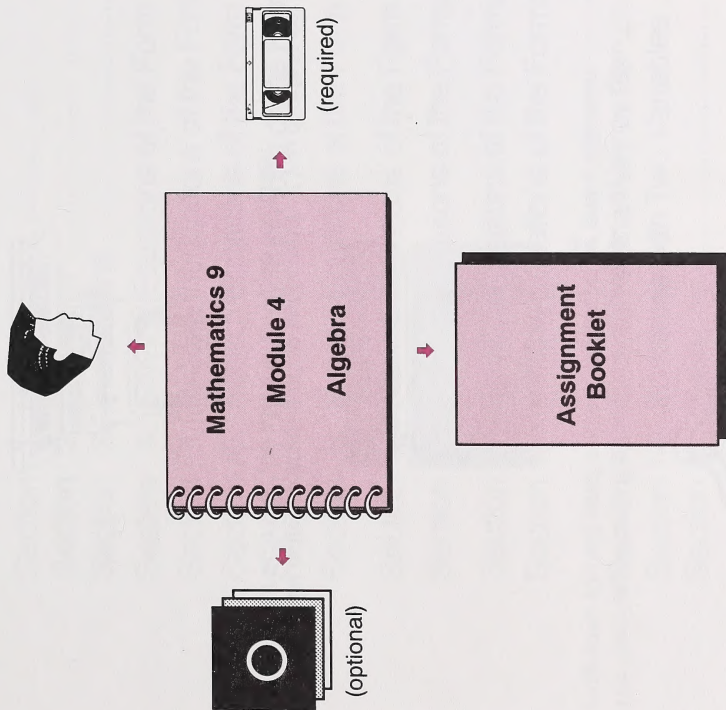 (required)
Mathematics 9
Module 4
Algebra
Assignment
Booklet
(optional)